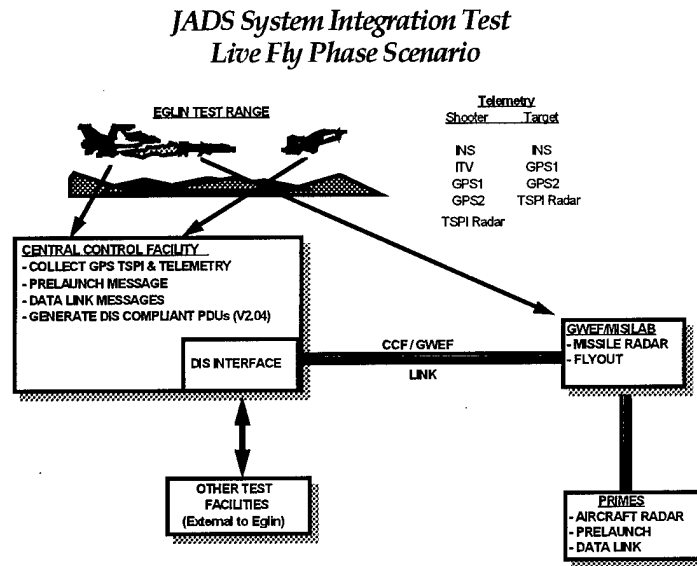 JADS System Integration Test
Live Fly Phase Scenario
EGLIN TEST RANGE
Telemetry
Shooter Target
INS INS
ITV GPS1
GPS1 GPS2
GPS2 TSPI Radar
TSPI Radar
CENTRAL CONTROL FACILITY
- COLLECT GPS TSPI & TELEMETRY
- PRELAUNCH MESSAGE
- DATA LINK MESSAGES
- GENERATE DIS COMPLIANT PDUs (V2.04)
DIS INTERFACE
CCF / GWEF
LINK
GWEF/MISILAB
- MISSILE RADAR
- FLYOUT
OTHER TEST
FACILITIES
(External to Eglin)
PRIMES
- AIRCRAFT RADAR
- PRELAUNCH
- DATA LINK